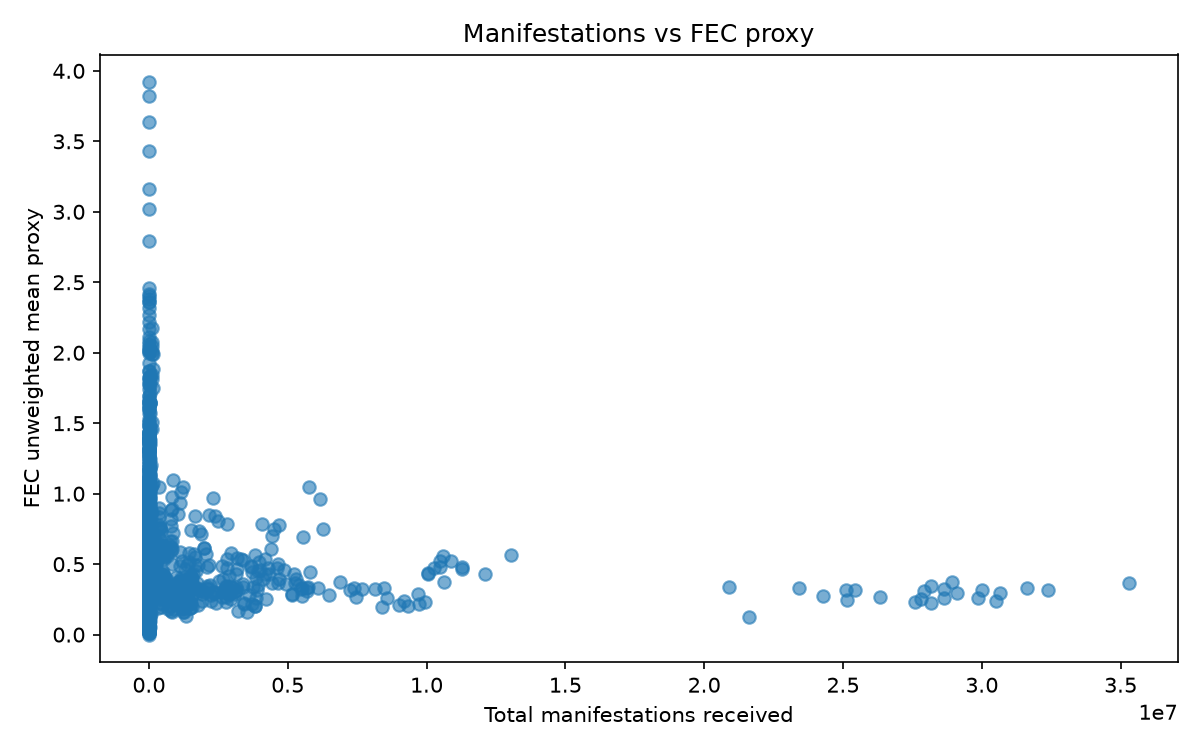 Manifestations vs FEC proxy
FEC unweighted mean proxy
4.0
3.5
3.0
2.5
2.0
1.5
1.0
0.5
0.0
0.0 0.5 1.0 1.5 2.0 2.5 3.0 3.5
1e7
Total manifestations received